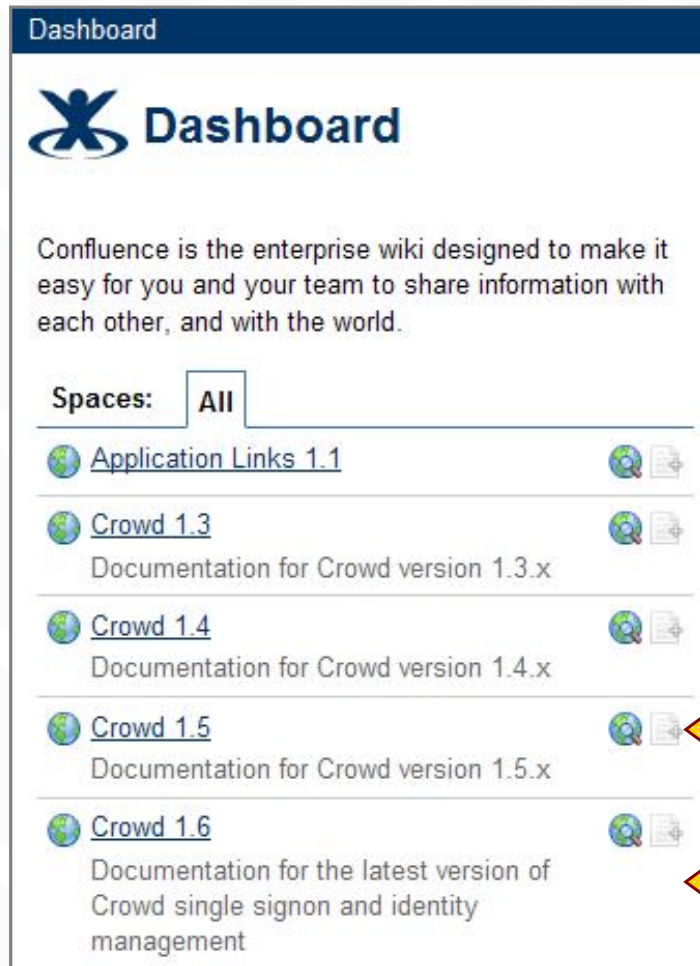 Dashboard
Dashboard
Confluence is the enterprise wiki designed to make it
easy for you and your team to share information with
each other, and with the world.
Spaces: All
Application Links 1.1
Crowd 1.3
Documentation for Crowd version 1.3.x
Crowd 1.4
Documentation for Crowd version 1.4.x
Crowd 1.5
Documentation for Crowd version 1.5.x
Crowd 1.6
Documentation for the latest version of
Crowd single signon and identity
management